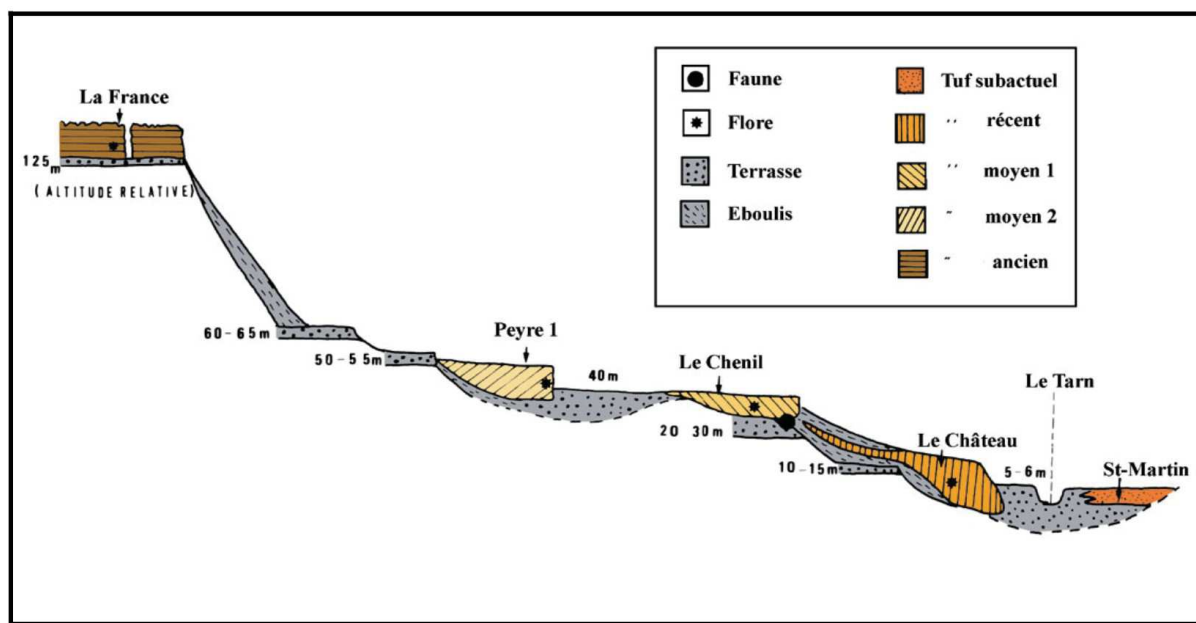 La France
125 m
(ALTITUDE RELATIVE)
60-65m
50-55m
Peyre 1
40m
Le Chenil
20 30m
10-15m
Le Château
5-6m
Le Tarn
St-Martin
Faune
Flore
Terrasse
Eboulis
Tuf subactuel
,, récent
,, moyen 1
" moyen 2
" ancien